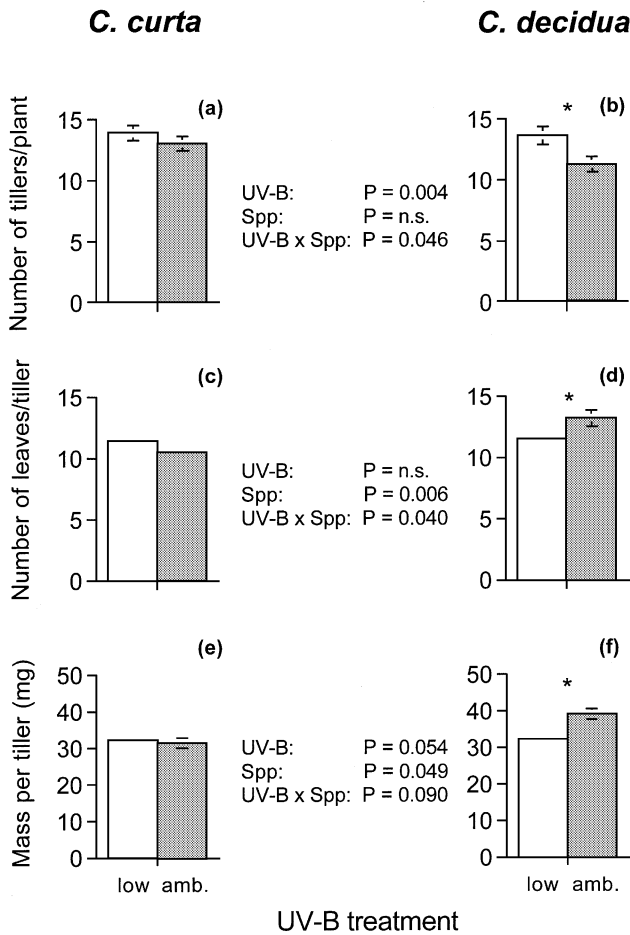 C. curta C. decidua
(a) (b)
*
Number of tillers/plant
15
10
5
0
UV-B: P = 0.004
Spp: P = n.s.
UV-B x Spp: P = 0.046
15
10
5
0
(c) (d)
*
Number of leaves/tiller
15
10
5
0
UV-B: P = n.s.
Spp: P = 0.006
UV-B x Spp: P = 0.040
15
10
5
0
(e) (f)
*
Mass per tiller (mg)
50
40
30
20
10
0
UV-B: P = 0.054
Spp: P = 0.049
UV-B x Spp: P = 0.090
50
40
30
20
10
0
low amb. low amb.
UV-B treatment